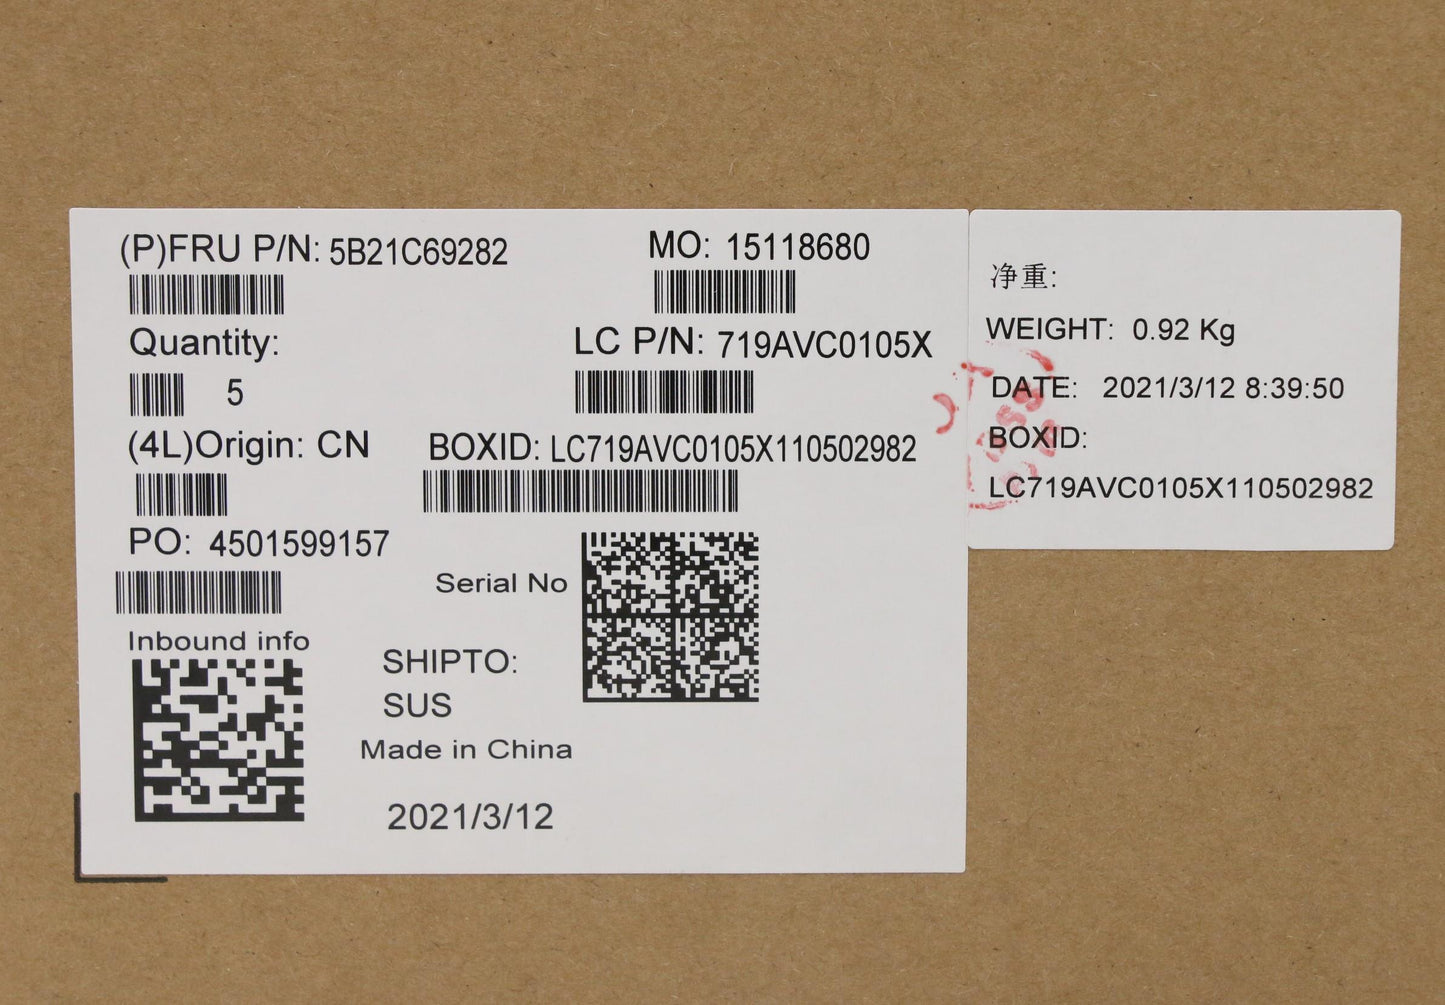 (P)FRU P/N: 5B21C69282
MO: 15118680
Quantity:
5
LC P/N: 719AVC0105X
(4L)Origin: CN
BOXID: LC719AVC0105X110502982
PO: 4501599157
Serial No
Inbound info
SHIPTO:
SUS
Made in China
2021/3/12
净重:
WEIGHT: 0.92 Kg
DATE: 2021/3/12 8:39:50
BOXID:
LC719AVC0105X110502982